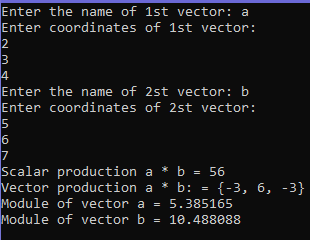 Enter the name of 1st vector: a
Enter coordinates of 1st vector:
2
3
4
Enter the name of 2st vector: b
Enter coordinates of 2st vector:
5
6
7
Scalar production a * b = 56
Vector production a * b: = {-3, 6, -3}
Module of vector a = 5.385165
Module of vector b = 10.488088